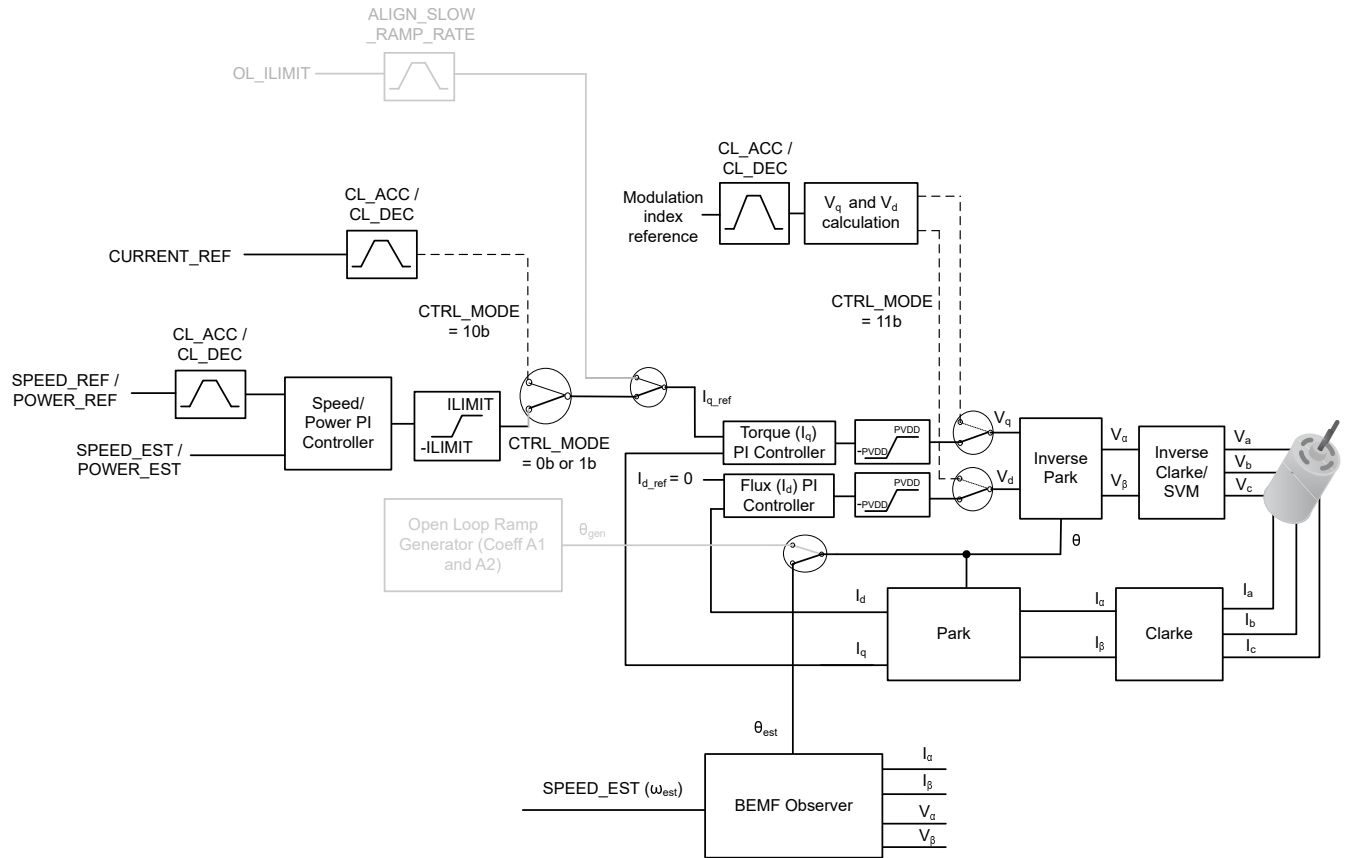 ALIGN_SLOW
_RAMP_RATE
OL_ILIMIT
CL_ACC /
CL_DEC
Modulation
index
reference
Vq and Vd
calculation
CL_ACC /
CL_DEC
CURRENT_REF
CTRL_MODE
= 10b
CTRL_MODE
= 11b
CL_ACC /
CL_DEC
SPEED_REF /
POWER_REF
SPEED_EST /
POWER_EST
Speed/
Power PI
Controller
ILIMIT
-ILIMIT
CTRL_MODE
= 0b or 1b
Iq_ref
Torque (Iq)
PI Controller
PVDD
-PVDD
Vq
Id_ref = 0
Flux (Id) PI
Controller
PVDD
-PVDD
Vd
Inverse
Park
Vα
Vβ
Inverse
Clarke/
SVM
Va
Vb
Vc
Open Loop Ramp
Generator (Coeff A1
and A2)
θgen
θ
Id
Iq
Park
Iα
Iβ
Clarke
Ia
Ib
Ic
θest
SPEED_EST (ωest)
BEMF Observer
Iα
Iβ
Vα
Vβ